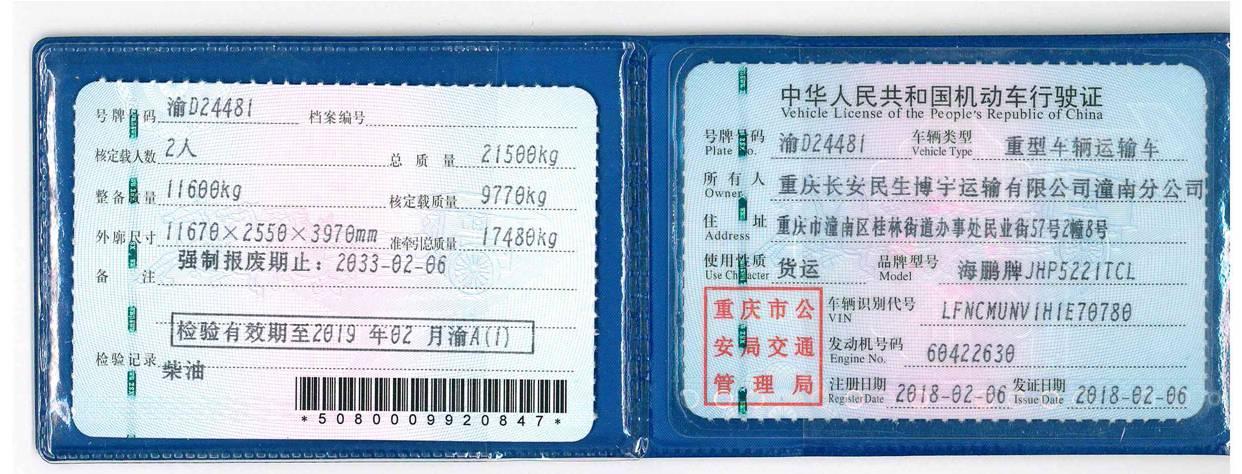 号牌号码 渝D24481 档案编号
核定载人数 2人 总质量 21500kg
整备质量 11600kg 核定载质量 9770kg
外廓尺寸 11670×2550×3970mm 准牵引总质量 17480kg
备注 强制报废期止：2033-02-06
检验有效期至2019 年02 月渝A(1)
检验记录
柴油
*5080009920847*
中华人民共和国机动车行驶证
Vehicle License of the People's Republic of China
号牌号码 渝D24481 车辆类型 重型车辆运输车
Plate No. Vehicle Type
所有人 重庆长安民生博宇运输有限公司潼南分公司
Owner
住址 重庆市潼南区桂林街道办事处民业街57号2幢8号
Address
使用性质 货运 品牌型号 海鹏牌JHP5221TCL
Use Character Model
重庆市公
安局交通
管理局
车辆识别代号 LFNCMUNV1H1E70780
VIN
发动机号码 60422630
Engine No.
注册日期 2018-02-06 发证日期 2018-02-06
Register Date Issue Date